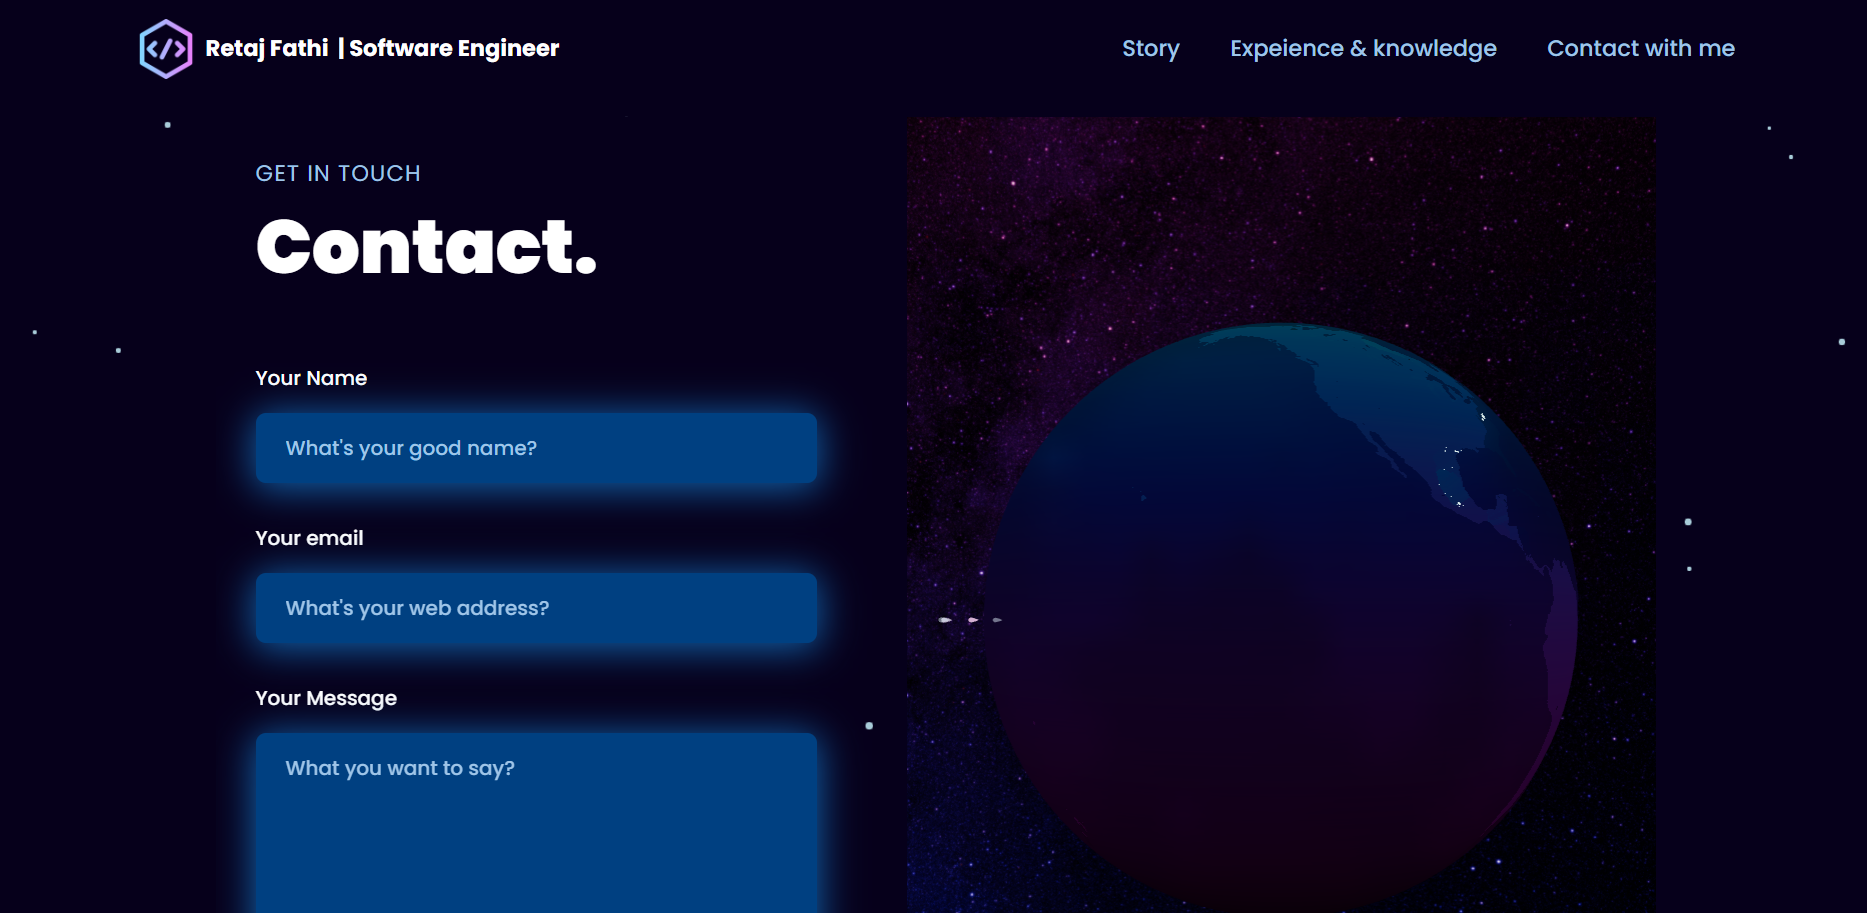 Retaj Fathi | Software Engineer
Story
Expeience & knowledge
Contact with me
GET IN TOUCH
Contact.
Your Name
What's your good name?
Your email
What's your web address?
Your Message
What you want to say?